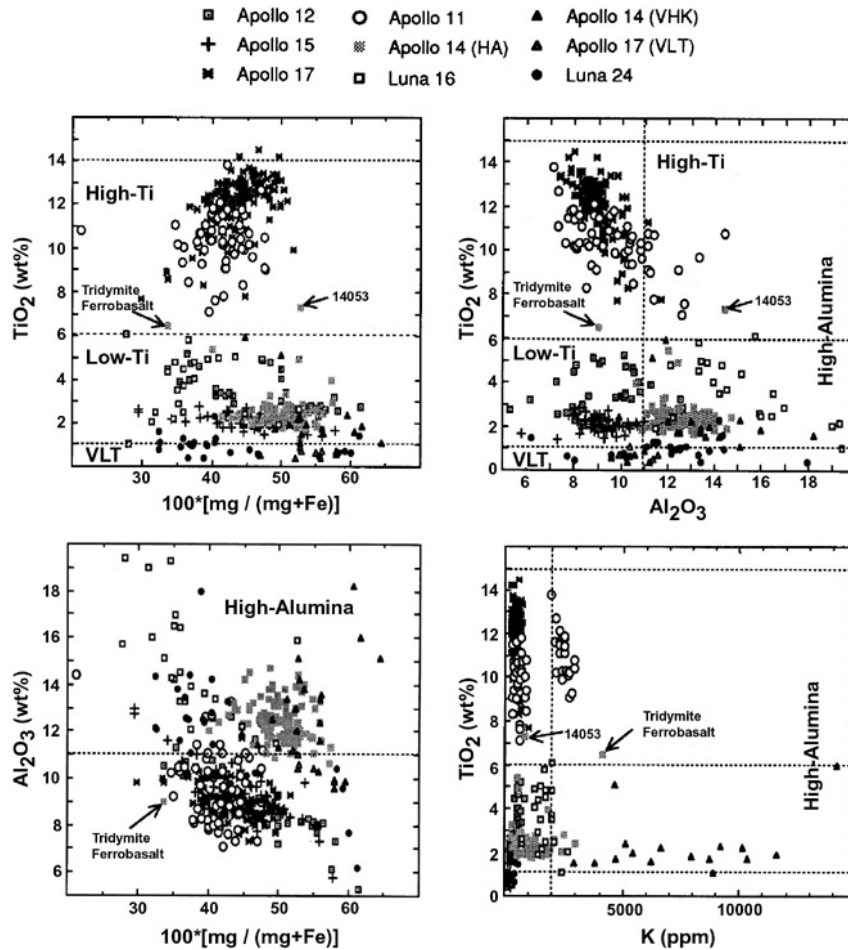 Apollo 12
Apollo 11
Apollo 14 (VHK)
Apollo 15
Apollo 14 (HA)
Apollo 17 (VLT)
Apollo 17
Luna 16
Luna 24
14
12
10
8
6
4
2
0
TiO2 (wt%)
High-Ti
Tridymite
Ferrobasalt
14053
Low-Ti
VLT
30
40
50
60
100*[mg / (mg+Fe)]
14
12
10
8
6
4
2
0
TiO2 (wt%)
High-Ti
Tridymite
Ferrobasalt
14053
Low-Ti
High-Alumina
VLT
6
8
10
12
14
16
18
Al2O3
18
16
14
12
10
8
6
Al2O3 (wt%)
High-Alumina
Tridymite
Ferrobasalt
30
40
50
60
100*[mg / (mg+Fe)]
14
12
10
8
6
4
2
0
TiO2 (wt%)
14053
Tridymite
Ferrobasalt
High-Alumina
5000
10000
K (ppm)